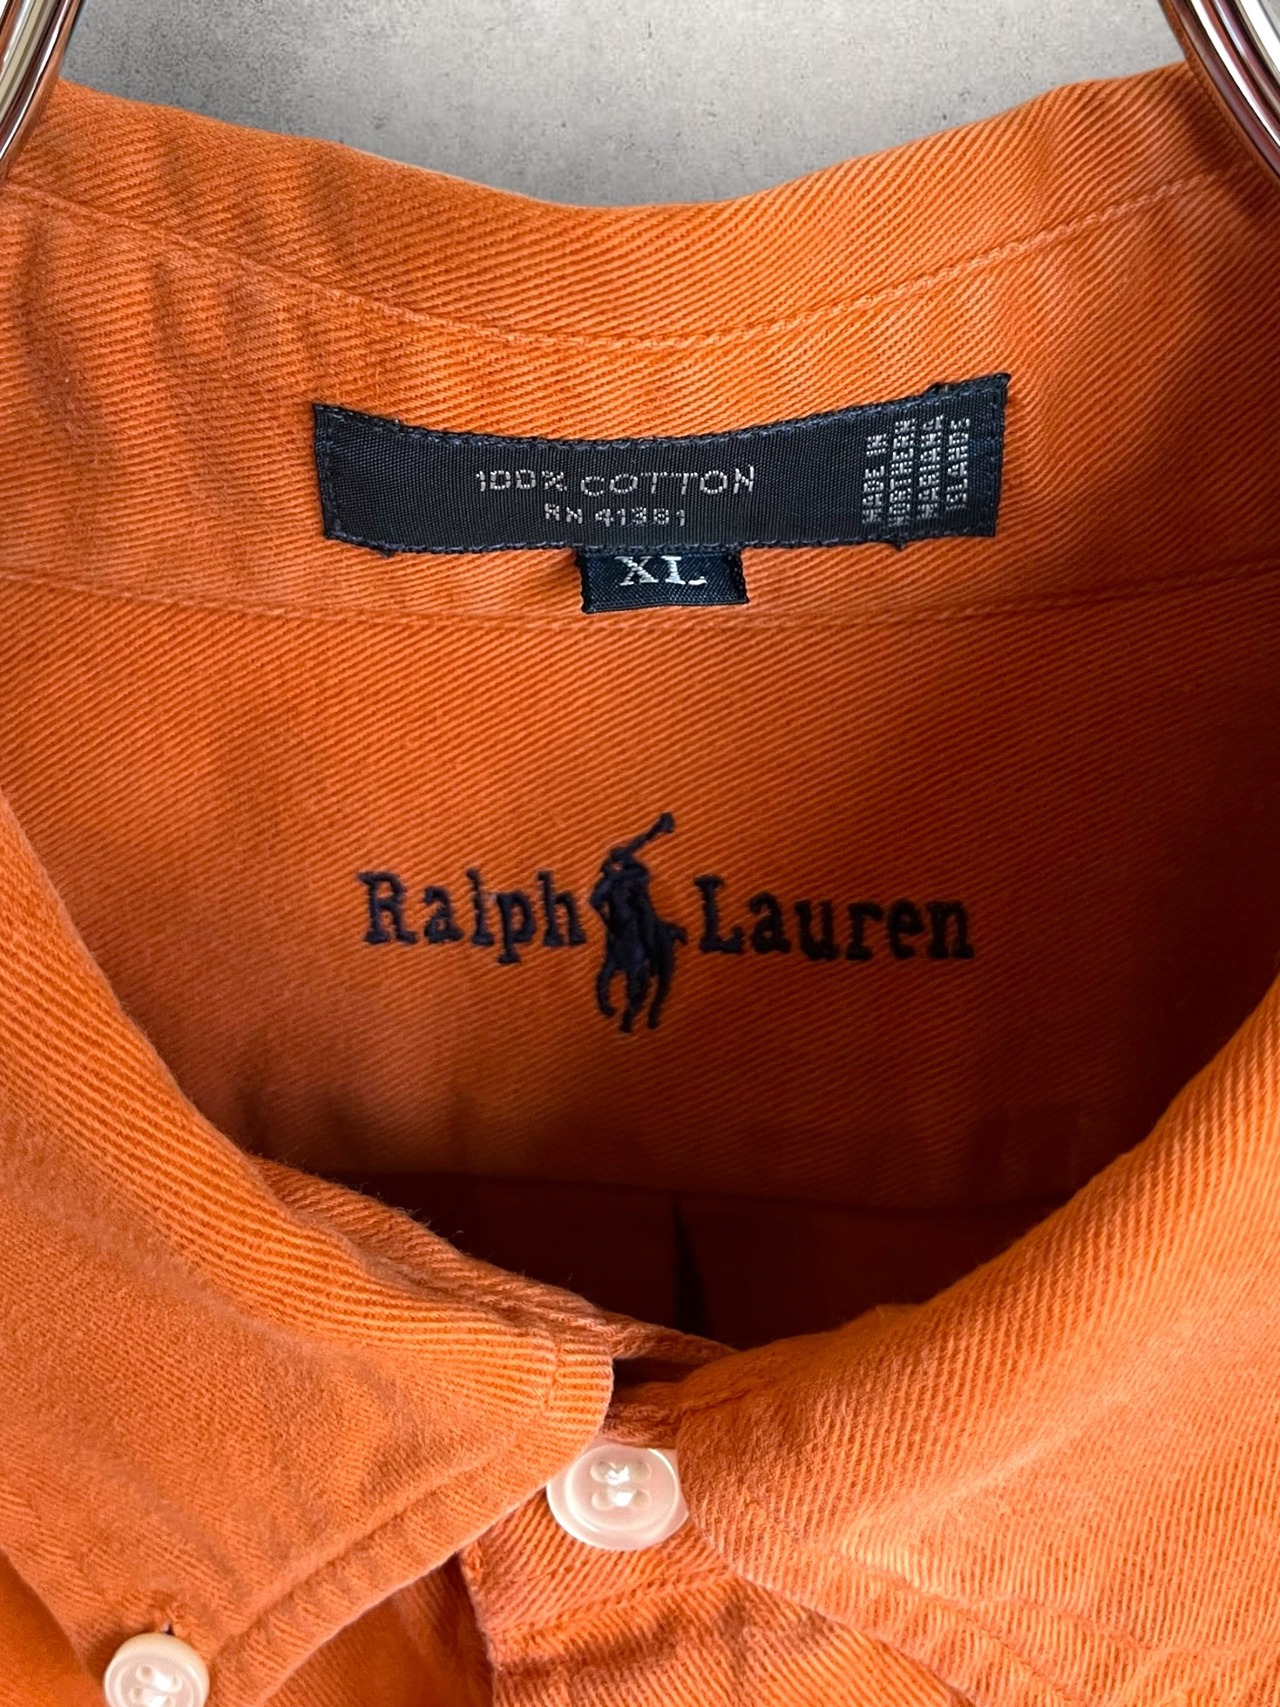 100% COTTON
RN 41381
MADE IN
NORTHERN
MARIANA
ISLANDS
XL
Ralph Lauren